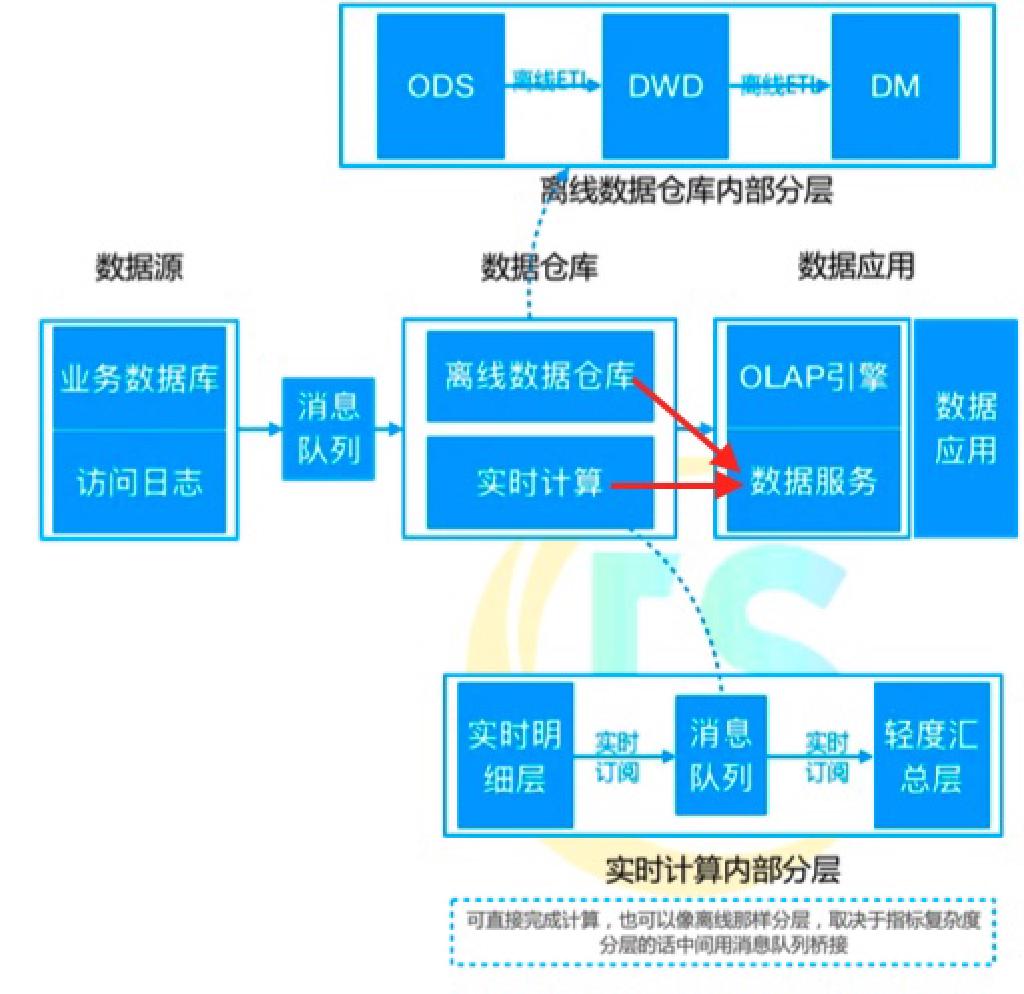 ODS
离线ETL
DWD
离线ETL
DM
离线数据仓库内部分层
数据源
数据仓库
数据应用
业务数据库
访问日志
消息
队列
离线数据仓库
实时计算
OLAP引擎
数据服务
数据
应用
实时明
细层
实时
订阅
消息
队列
实时
订阅
轻度汇
总层
实时计算内部分层
可直接完成计算，也可以像离线那样分层，取决于指标复杂度
分层的话中间用消息队列桥接